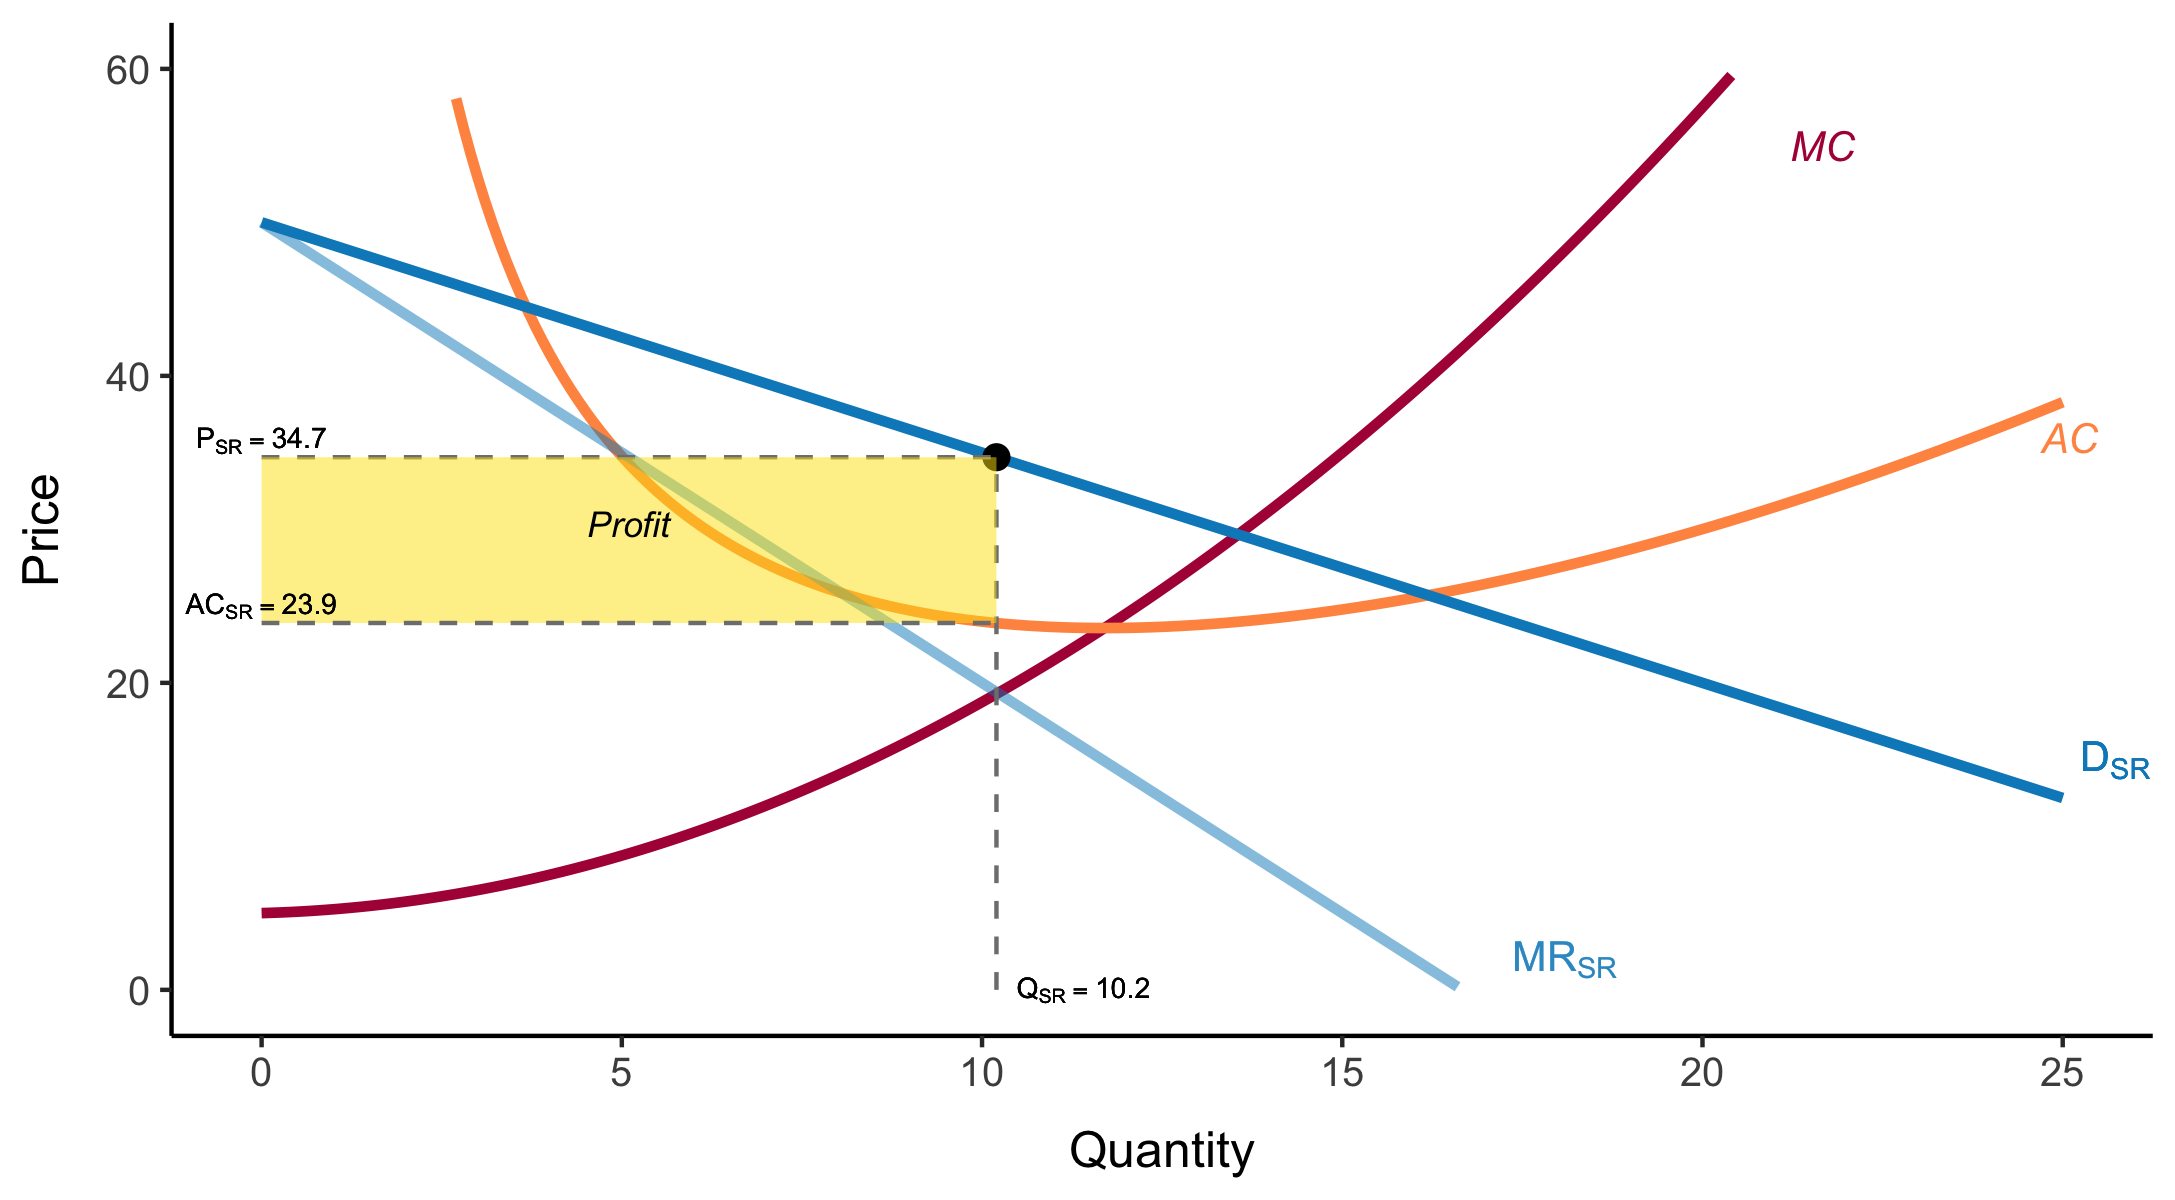 60
MC
40
P_SR = 34.7
AC
Profit
Price
AC_SR = 23.9
20
D_SR
MR_SR
0
Q_SR = 10.2
0 5 10 15 20 25
Quantity